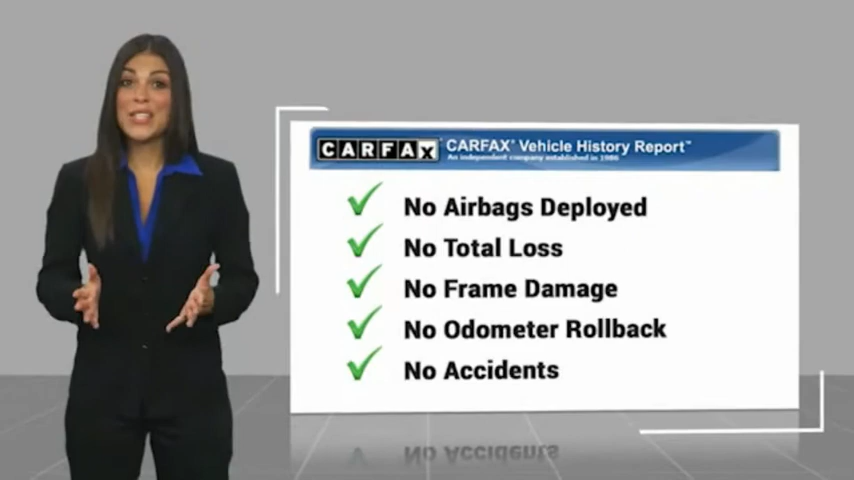 CARFAX CARFAX® Vehicle History Report™
An independent company established in 1986
No Airbags Deployed
No Total Loss
No Frame Damage
No Odometer Rollback
No Accidents
No Accidents